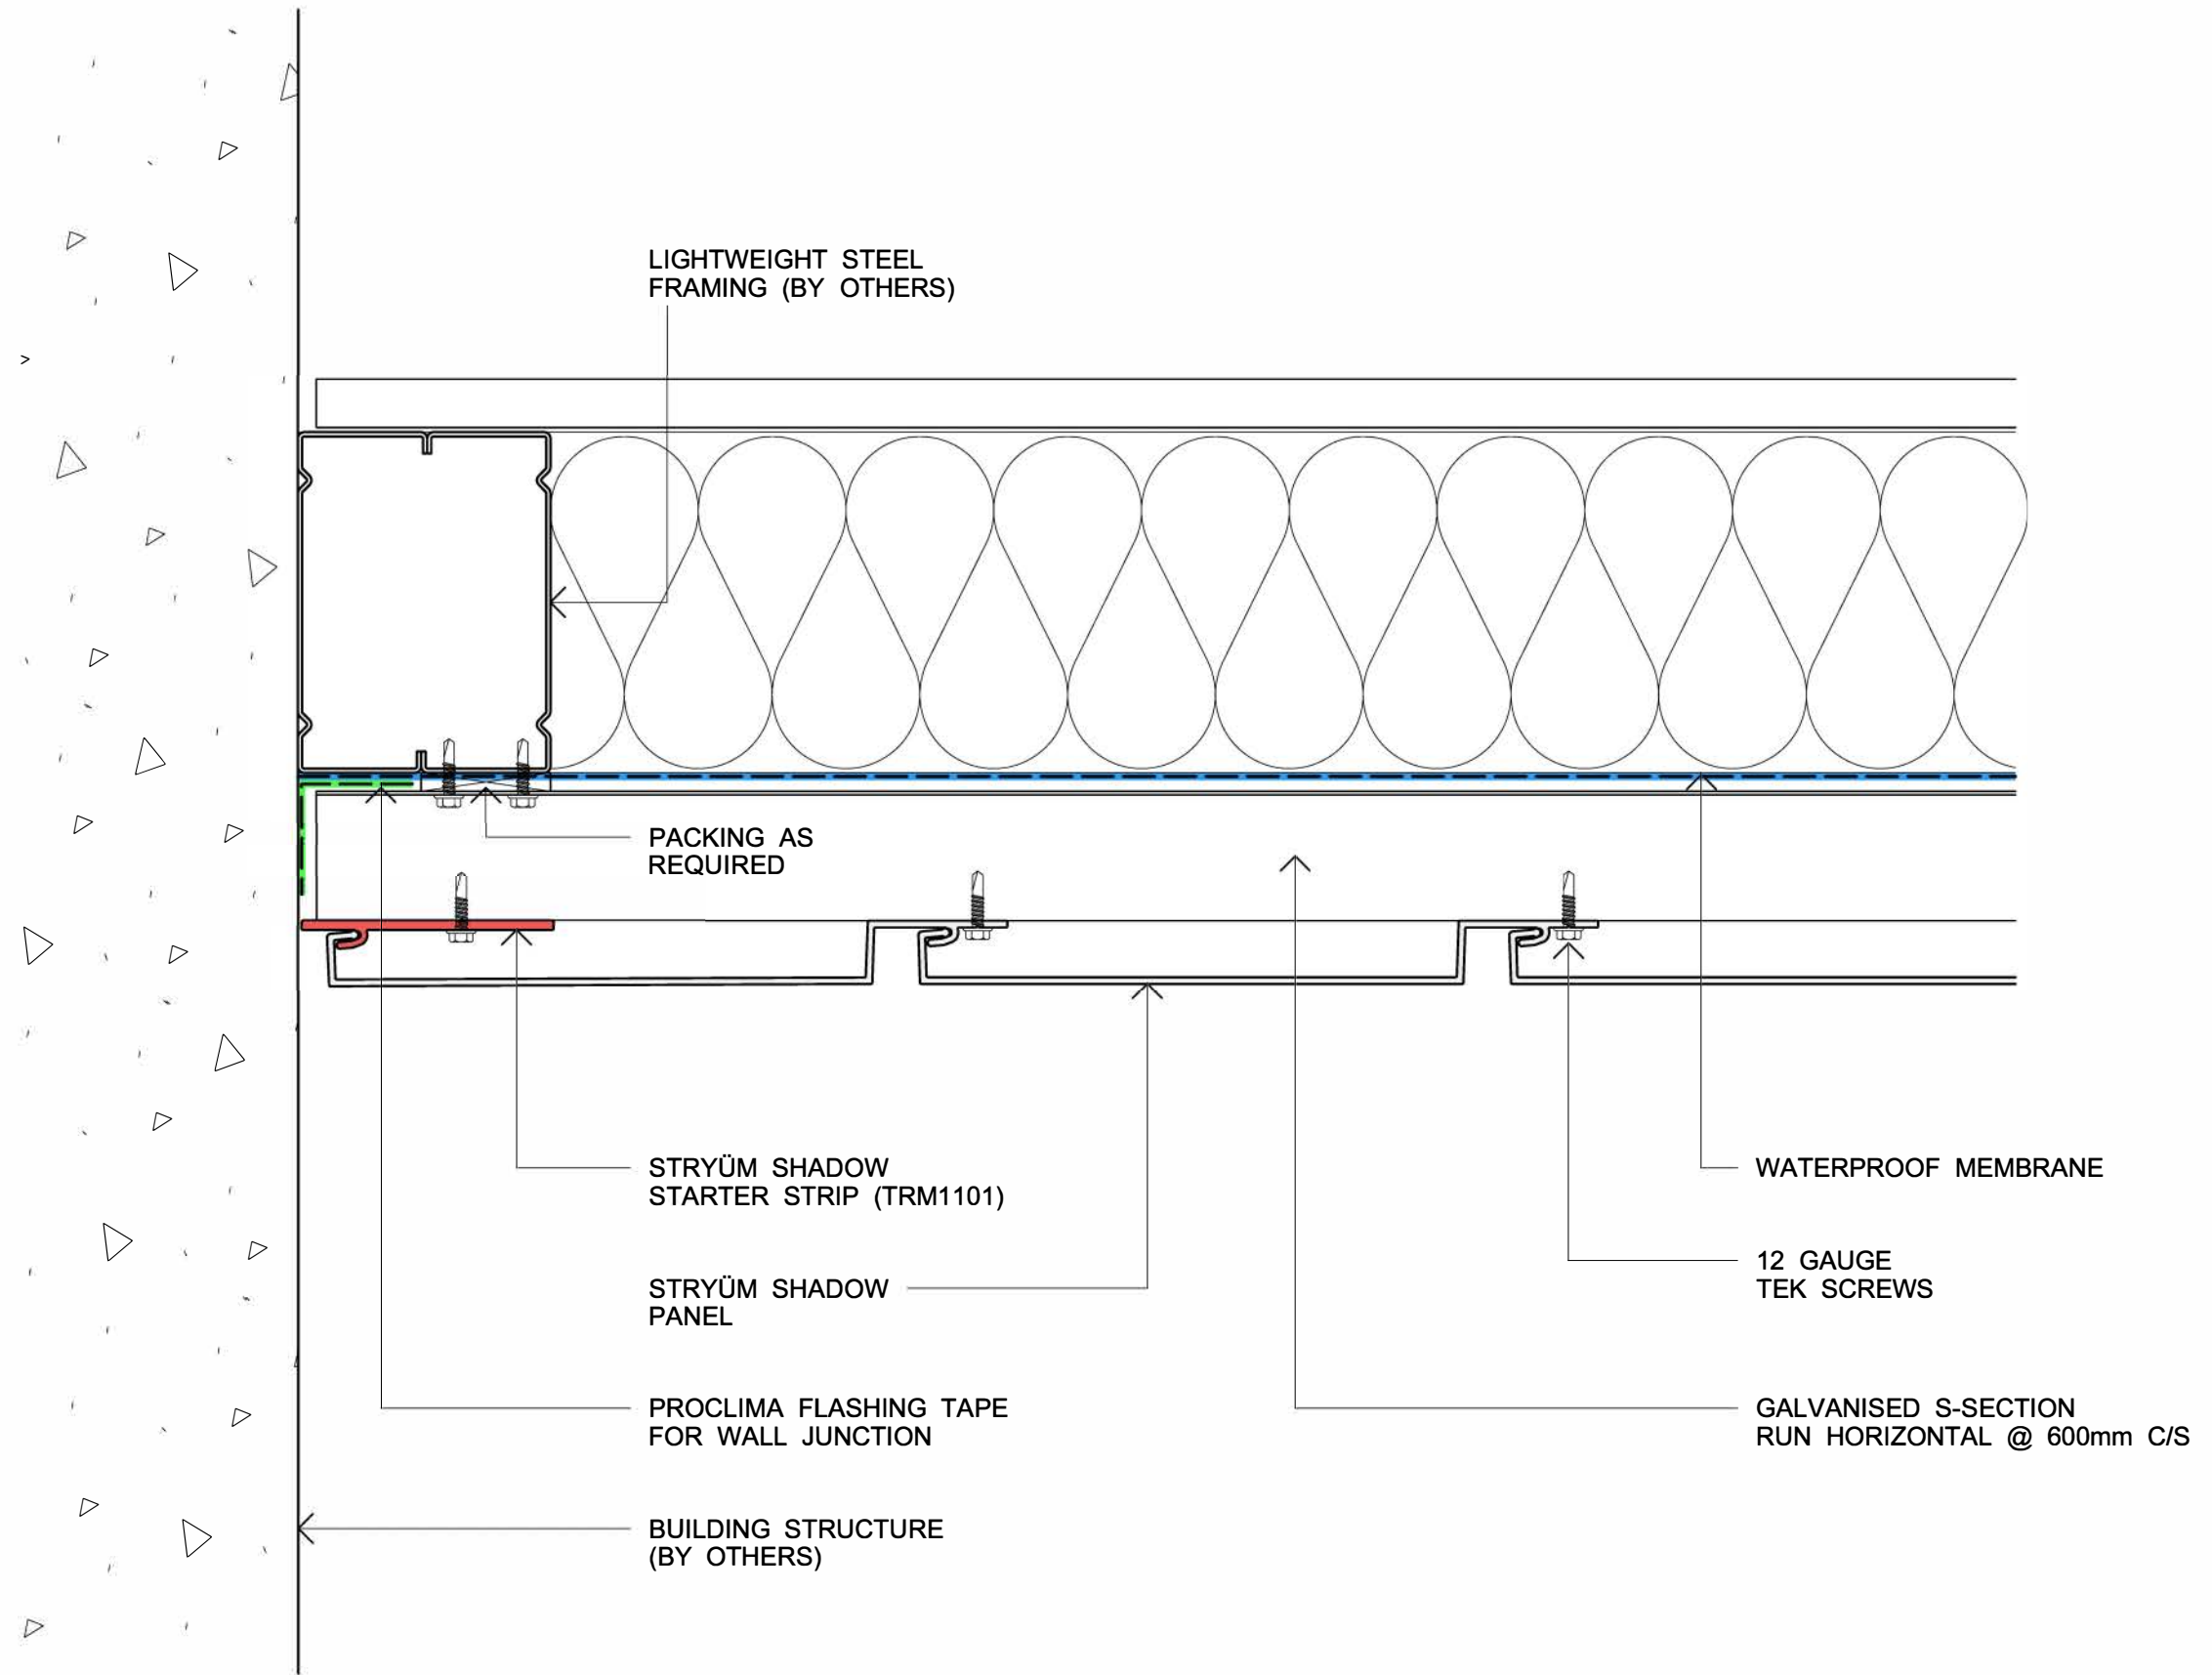 LIGHTWEIGHT STEEL
FRAMING (BY OTHERS)
PACKING AS
REQUIRED
STRYÜM SHADOW
STARTER STRIP (TRM1101)
STRYÜM SHADOW
PANEL
PROCLIMA FLASHING TAPE
FOR WALL JUNCTION
BUILDING STRUCTURE
(BY OTHERS)
WATERPROOF MEMBRANE
12 GAUGE
TEK SCREWS
GALVANISED S-SECTION
RUN HORIZONTAL @ 600mm C/S